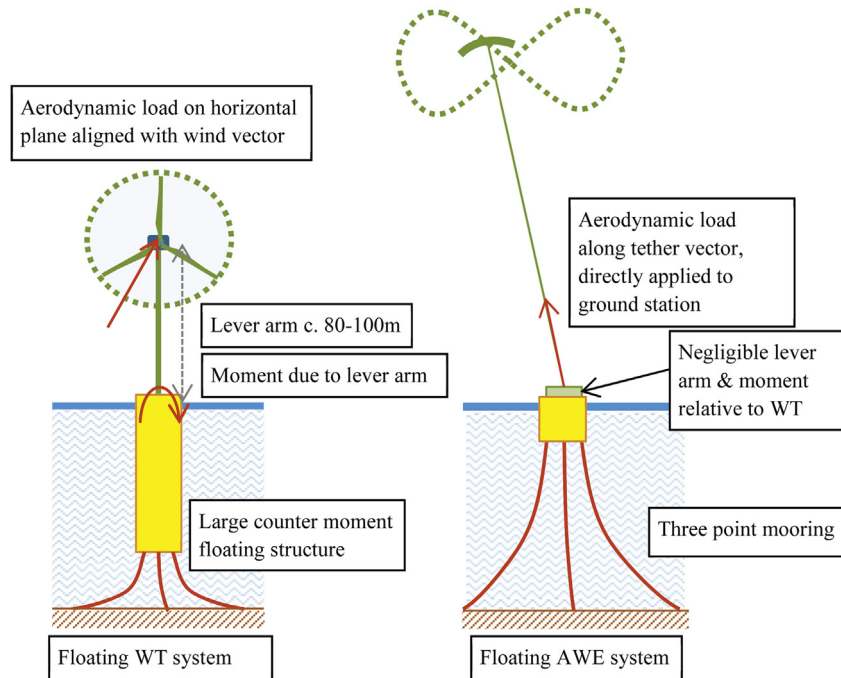 Aerodynamic load on horizontal
plane aligned with wind vector
Lever arm c. 80-100m
Moment due to lever arm
Large counter moment
floating structure
Floating WT system
Aerodynamic load
along tether vector,
directly applied to
ground station
Negligible lever
arm & moment
relative to WT
Three point mooring
Floating AWE system